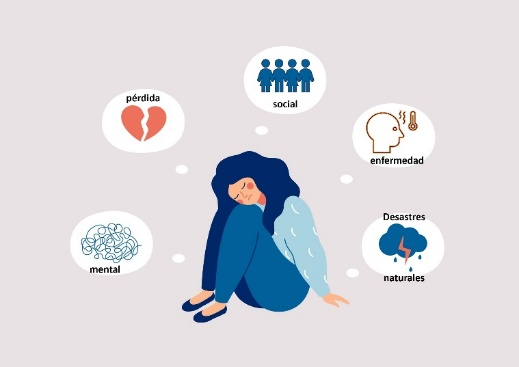 pérdida
social
enfermedad
mental
Desastres
naturales